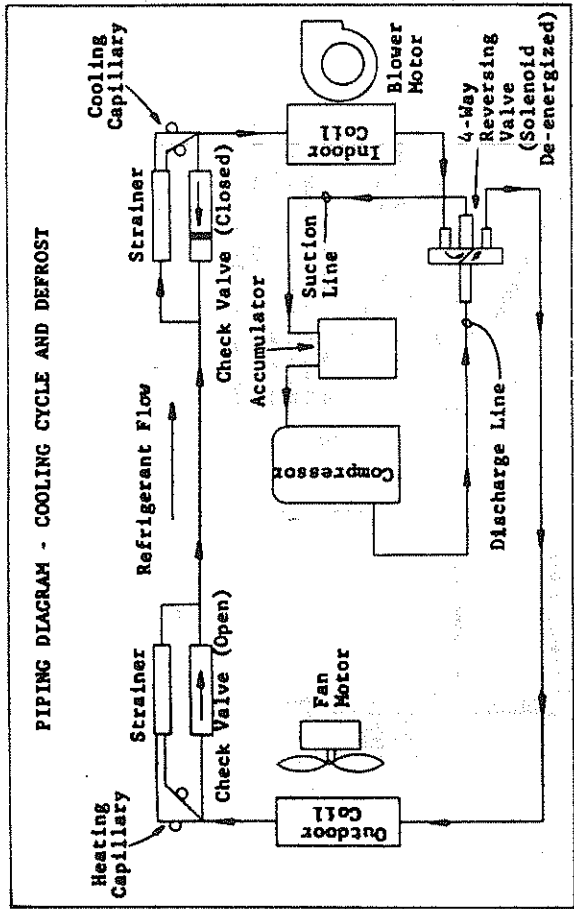 PIPING DIAGRAM - COOLING CYCLE AND DEFROST
Heating
Capillary
Strainer
Check Valve (Open)
Refrigerant Flow
Strainer
Check Valve (Closed)
Cooling
Capillary
Outdoor
Coil
Fan
Motor
Compressor
Accumulator
Suction
Line
Indoor
Coil
Blower
Motor
Discharge Line
4-Way
Reversing
Valve
(Solenoid
De-energized)